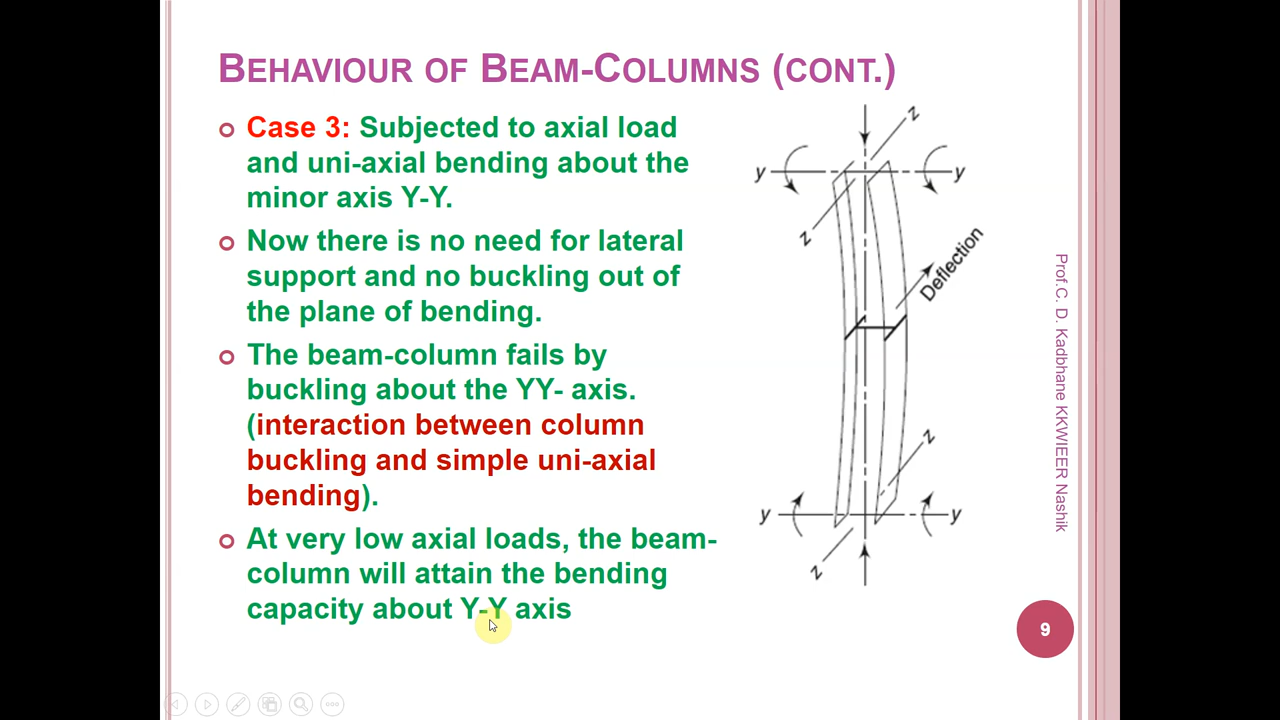 BEHAVIOUR OF BEAM-COLUMNS (CONT.)
Case 3: Subjected to axial load
and uni-axial bending about the
minor axis Y-Y.
Now there is no need for lateral
support and no buckling out of
the plane of bending.
The beam-column fails by
buckling about the YY- axis.
(interaction between column
buckling and simple uni-axial
bending).
At very low axial loads, the beam-
column will attain the bending
capacity about Y-Y axis
z
y
y
z
Deflection
z
y
y
z
Prof.C. D. Kadbhane KKWIEER Nashik
9